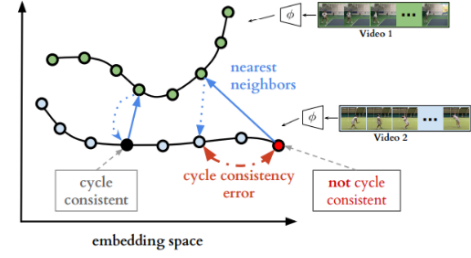 ϕ
Video 1
nearest
neighbors
ϕ
Video 2
cycle
consistent
cycle consistency
error
not cycle
consistent
embedding space